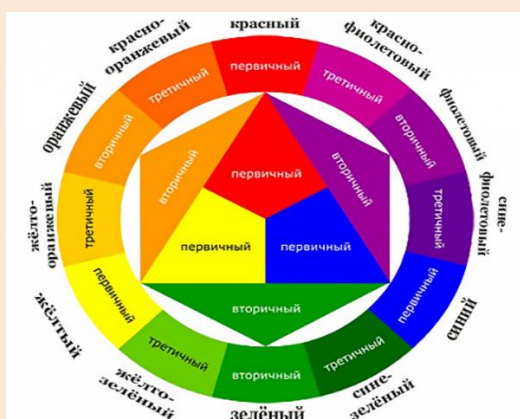 красный
красно-
фиолетовый
фиолетовый
сине-
фиолетовый
синий
сине-
зелёный
зелёный
жёлто-
зелёный
жёлтый
жёлто-
оранжевый
оранжевый
красно-
оранжевый
первичный
третичный
вторичный
третичный
первичный
третичный
вторичный
третичный
первичный
третичный
вторичный
третичный
первичный
вторичный
вторичный
первичный
первичный
вторичный